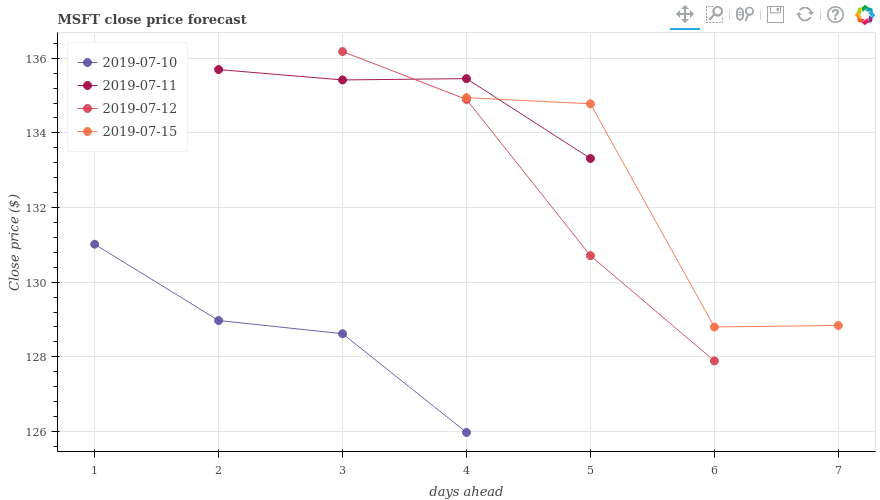 MSFT close price forecast
2019-07-10
2019-07-11
2019-07-12
2019-07-15
Close price ($)
136
134
132
130
128
126
1 2 3 4 5 6 7
days ahead